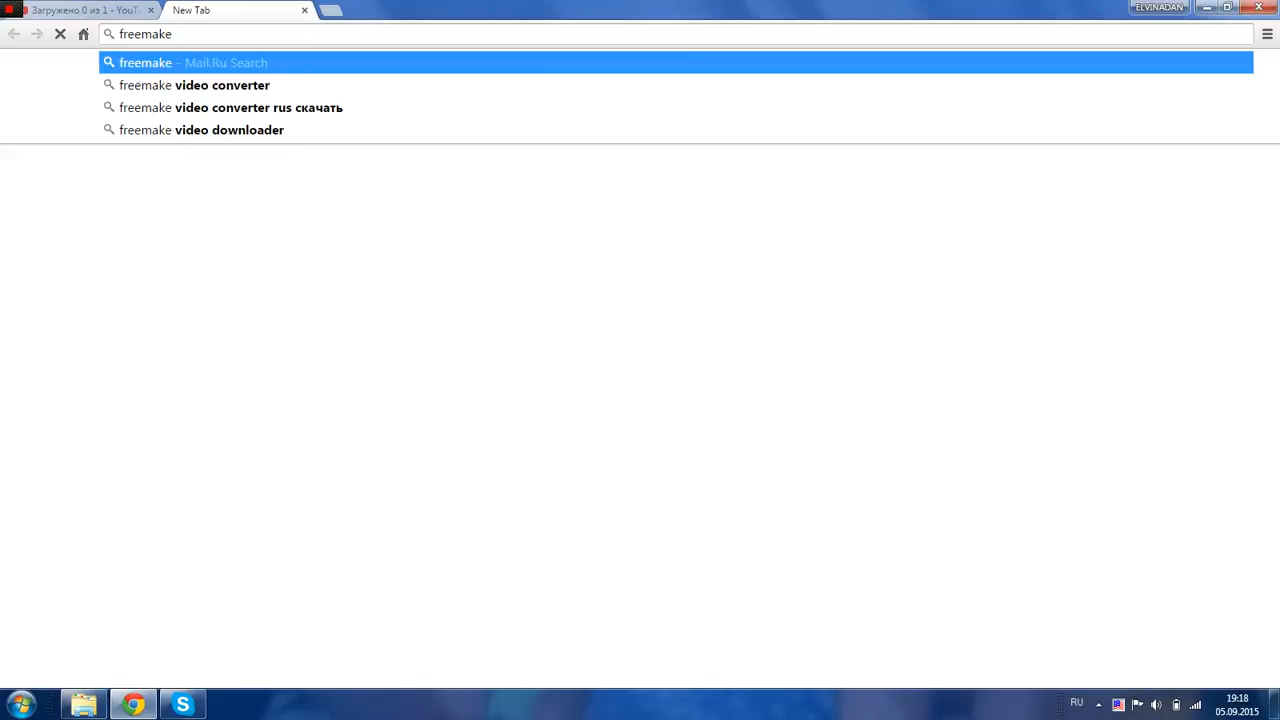 Загружено 0 из 1 - YouTu
New Tab
ELVINADAN
freemake
freemake - Mail.Ru Search
freemake video converter
freemake video converter rus скачать
freemake video downloader
RU
19:18
05.09.2015